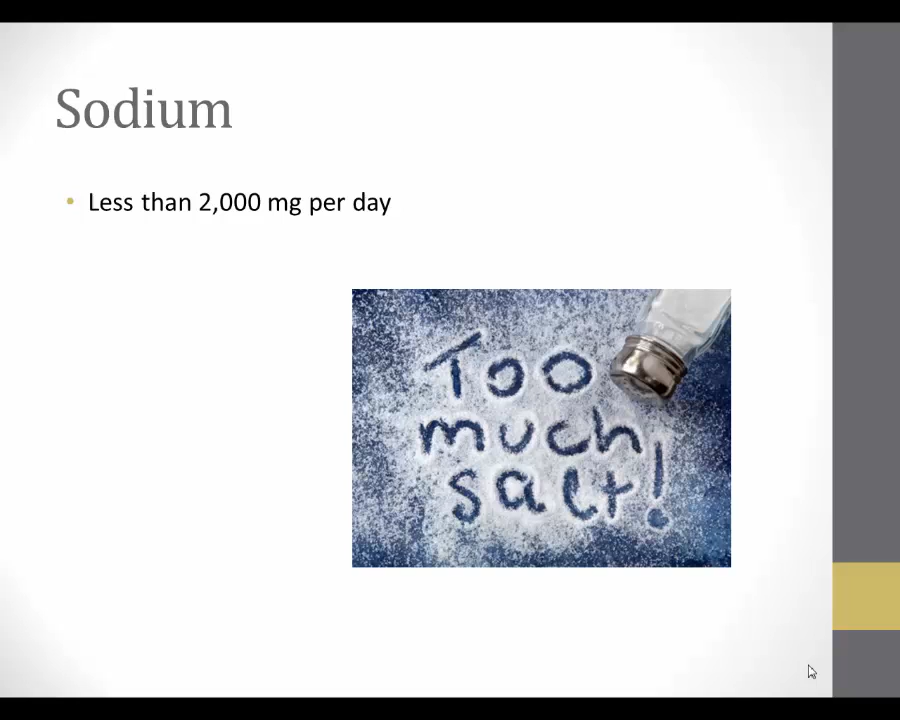 Sodium
• Less than 2,000 mg per day
Too
much
salt!